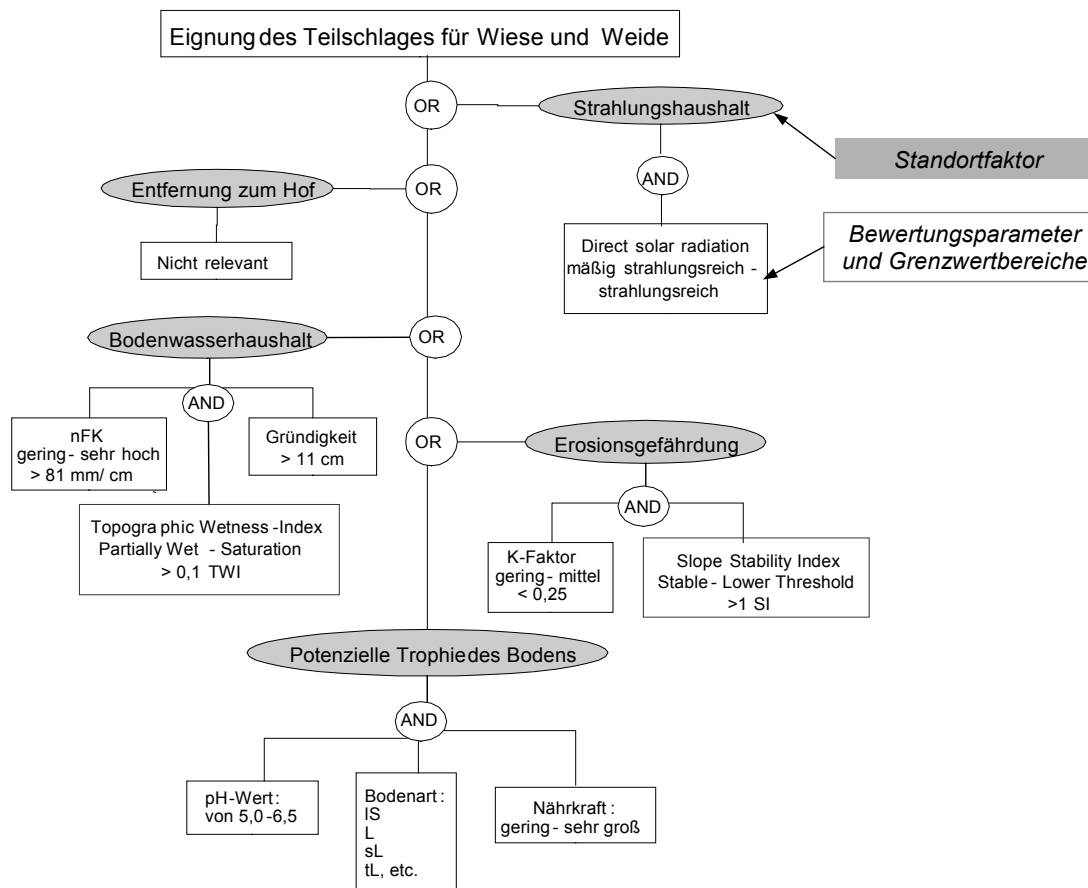 Eignung des Teilschlages für Wiese und Weide
OR
Strahlungshaushalt
Standortfaktor
AND
Entfernung zum Hof
OR
Nicht relevant
Direct solar radiation
mäßig strahlungsreich -
strahlungsreich
Bewertungsparameter
und Grenzwertbereiche
Bodenwasserhaushalt
OR
AND
nFK
gering - sehr hoch
> 81 mm/ cm
Gründigkeit
> 11 cm
Topographic Wetness -Index
Partially Wet - Saturation
> 0,1 TWI
OR
Erosionsgefährdung
AND
K-Faktor
gering - mittel
< 0,25
Slope Stability Index
Stable - Lower Threshold
>1 SI
Potenzielle Trophie des Bodens
AND
pH-Wert :
von 5,0 -6,5
Bodenart :
lS
L
sL
tL, etc.
Nährkraft :
gering - sehr groß